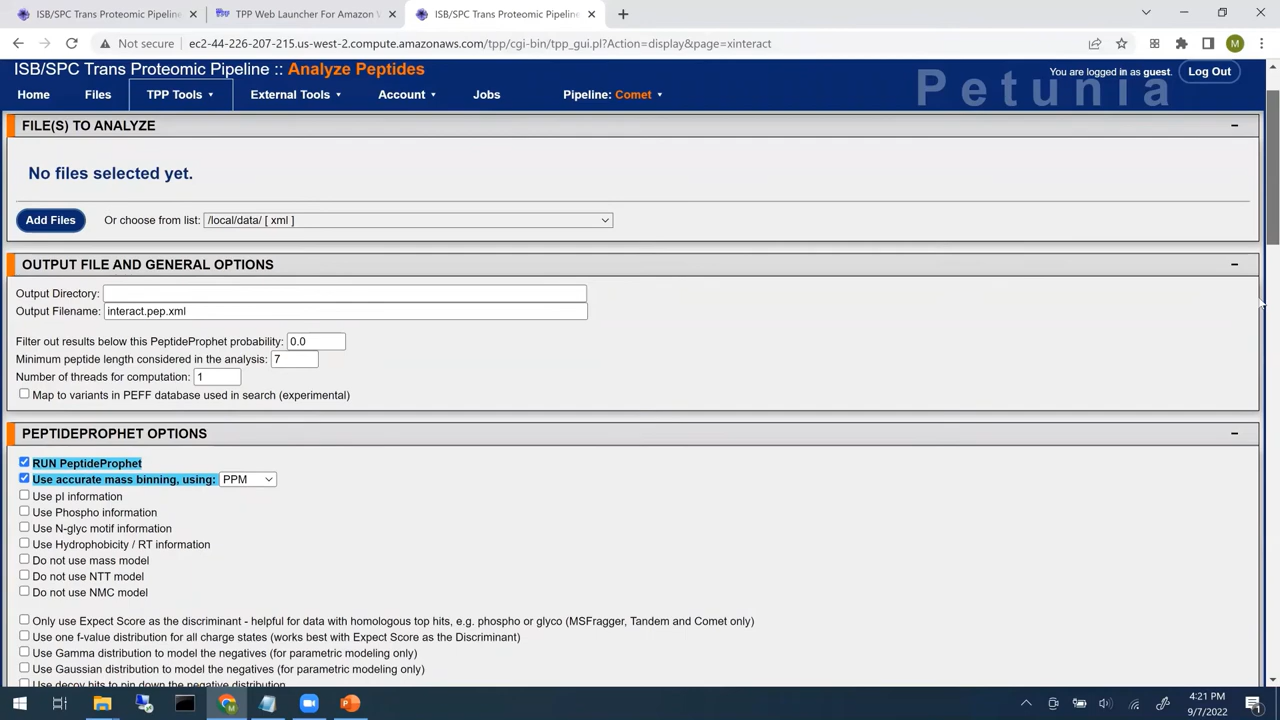 ISB/SPC Trans Proteomic Pipeline
TPP Web Launcher For Amazon W
ISB/SPC Trans Proteomic Pipeline
Not secure
ec2-44-226-207-215.us-west-2.compute.amazonaws.com/tpp/cgi-bin/tpp_gui.pl?Action=display&page=xinteract
M
ISB/SPC Trans Proteomic Pipeline :: Analyze Peptides
Petunia
You are logged in as guest.
Log Out
Home
Files
TPP Tools
External Tools
Account
Jobs
Pipeline: Comet
FILE(S) TO ANALYZE
No files selected yet.
Add Files
Or choose from list: /local/data/ [ xml ]
OUTPUT FILE AND GENERAL OPTIONS
Output Directory:
Output Filename: interact.pep.xml
Filter out results below this PeptideProphet probability: 0.0
Minimum peptide length considered in the analysis: 7
Number of threads for computation: 1
Map to variants in PEFF database used in search (experimental)
PEPTIDEPROPHET OPTIONS
RUN PeptideProphet
Use accurate mass binning, using: PPM
Use pI information
Use Phospho information
Use N-glyc motif information
Use Hydrophobicity / RT information
Do not use mass model
Do not use NTT model
Do not use NMC model
Only use Expect Score as the discriminant - helpful for data with homologous top hits, e.g. phospho or glyco (MSFragger, Tandem and Comet only)
Use one f-value distribution for all charge states (works best with Expect Score as the Discriminant)
Use Gamma distribution to model the negatives (for parametric modeling only)
Use Gaussian distribution to model the negatives (for parametric modeling only)
Use decoy hits to pin down the negative distribution
4:21 PM
9/7/2022
1